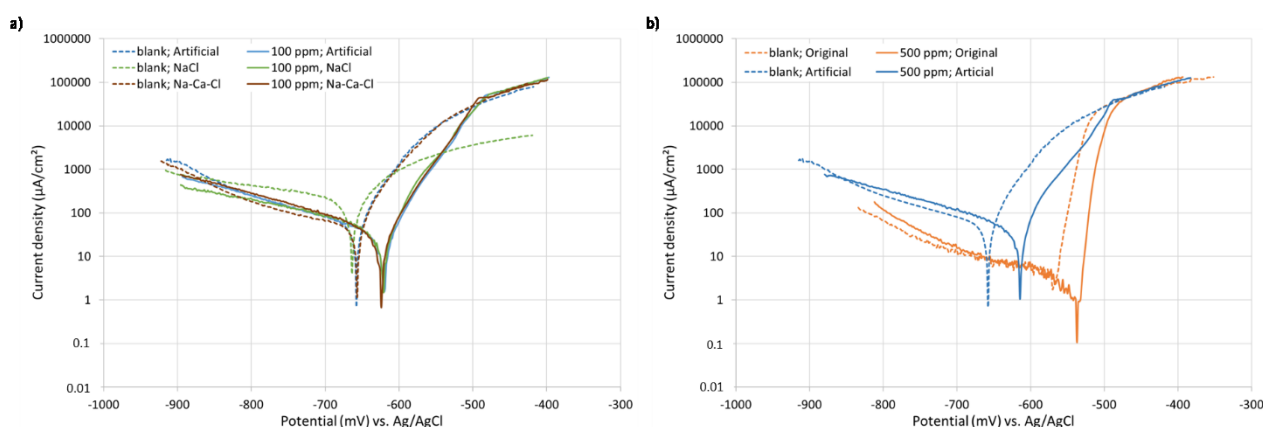 a)
blank; Artificial
100 ppm; Artificial
blank; NaCl
100 ppm, NaCl
blank; Na-Ca-Cl
100 ppm; Na-Ca-Cl
1000000
100000
10000
1000
100
10
1
0.1
0.01
Current density (µA/cm²)
-1000
-900
-800
-700
-600
-500
-400
-300
Potential (mV) vs. Ag/AgCl
b)
blank; Original
500 ppm; Original
blank; Artificial
500 ppm; Articial
1000000
100000
10000
1000
100
10
1
0.1
0.01
Current density (µA/cm²)
-1000
-900
-800
-700
-600
-500
-400
-300
Potential (mV) vs. Ag/AgCl